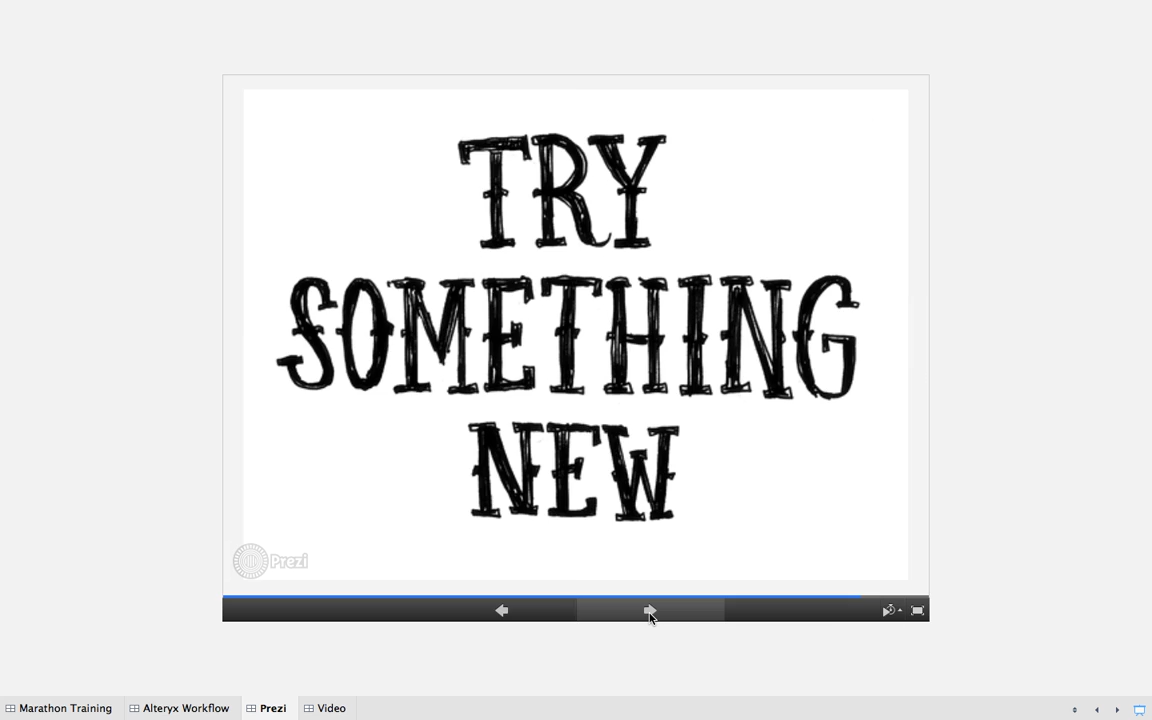 TRY
SOMETHING
NEW
Prezi
Marathon Training
Alteryx Workflow
Prezi
Video